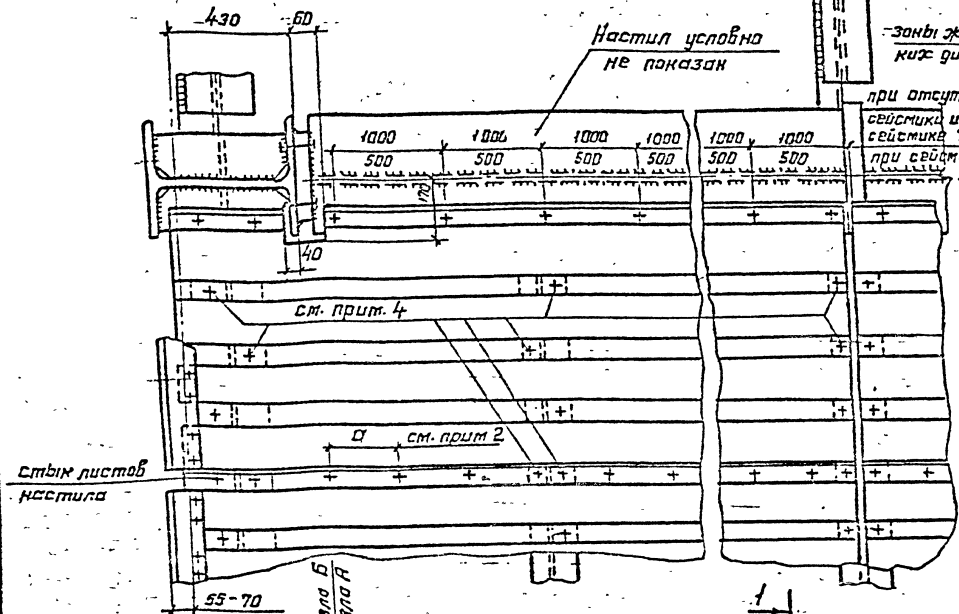 430
60
Настил условно
не показан
зоны ж
ких ди
при отсут
сейсмики и
сейсмике
при сейсм
1000 1000 1000 1000 1000 1000
500 500 500 500 500 500
40
см. прим. 4
см. прим 2
стык листов
настила
55-70
1